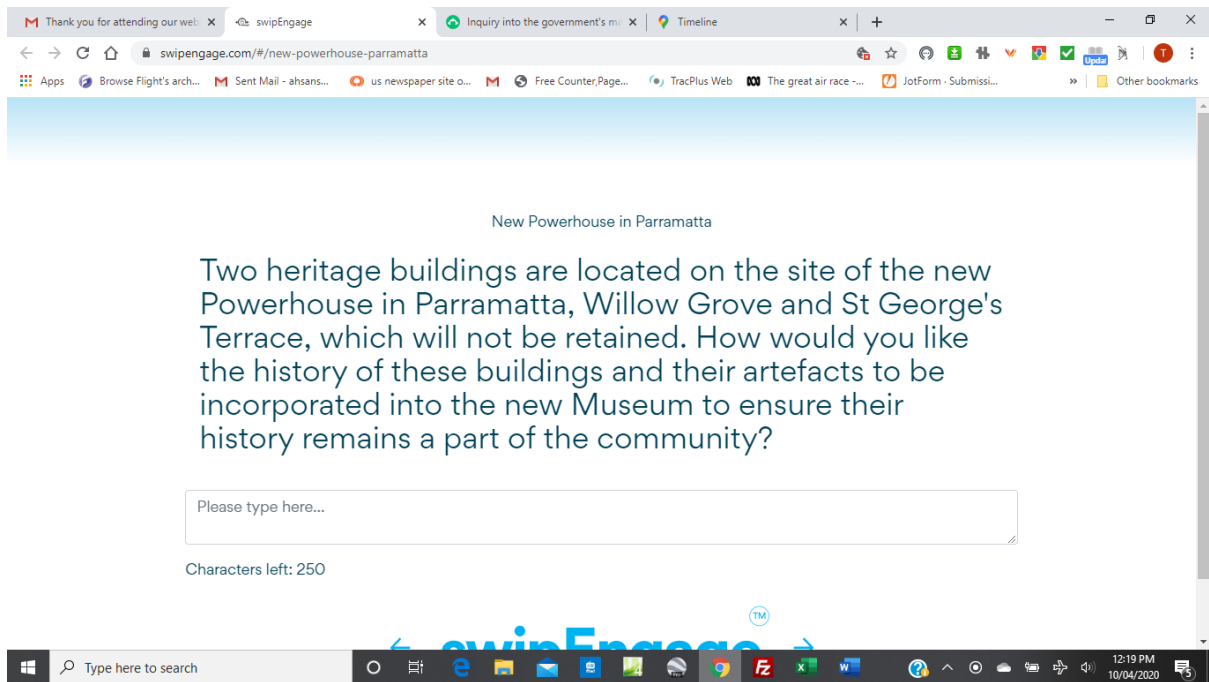 Thank you for attending our web
swipEngage
Inquiry into the government's m
Timeline
swipengage.com/#/new-powerhouse-parramatta
Updat
T
Apps
Browse Flight's arch...
Sent Mail - ahsans...
us newspaper site o...
Free Counter,Page...
TracPlus Web
The great air race -...
JotForm · Submissi...
»
Other bookmarks
New Powerhouse in Parramatta
Two heritage buildings are located on the site of the new
Powerhouse in Parramatta, Willow Grove and St George's
Terrace, which will not be retained. How would you like
the history of these buildings and their artefacts to be
incorporated into the new Museum to ensure their
history remains a part of the community?
Please type here...
Characters left: 250
TM
swipEngage
Type here to search
12:19 PM
10/04/2020
5